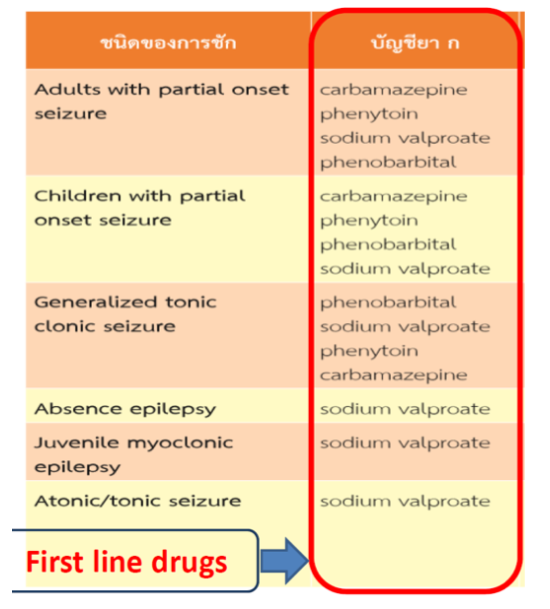 ชนิดของการชัก
บัญชียา ก
Adults with partial onset
seizure
carbamazepine
phenytoin
sodium valproate
phenobarbital
Children with partial
onset seizure
carbamazepine
phenytoin
phenobarbital
sodium valproate
Generalized tonic
clonic seizure
phenobarbital
sodium valproate
phenytoin
carbamazepine
Absence epilepsy
sodium valproate
Juvenile myoclonic
epilepsy
sodium valproate
Atonic/tonic seizure
sodium valproate
First line drugs